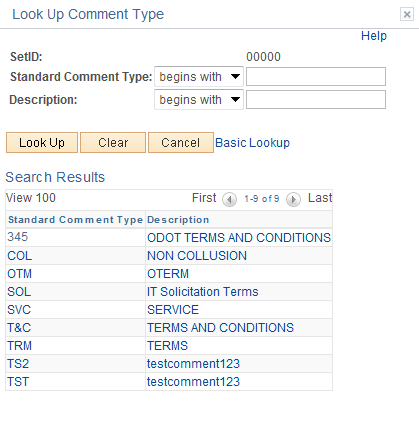 Look Up Comment Type
Help
SetID: 00000
Standard Comment Type: begins with
Description: begins with
Look Up Clear Cancel Basic Lookup
Search Results
View 100 First 1-9 of 9 Last
Standard Comment Type Description
345 ODOT TERMS AND CONDITIONS
COL NON COLLUSION
OTM OTERM
SOL IT Solicitation Terms
SVC SERVICE
T&C TERMS AND CONDITIONS
TRM TERMS
TS2 testcomment123
TST testcomment123